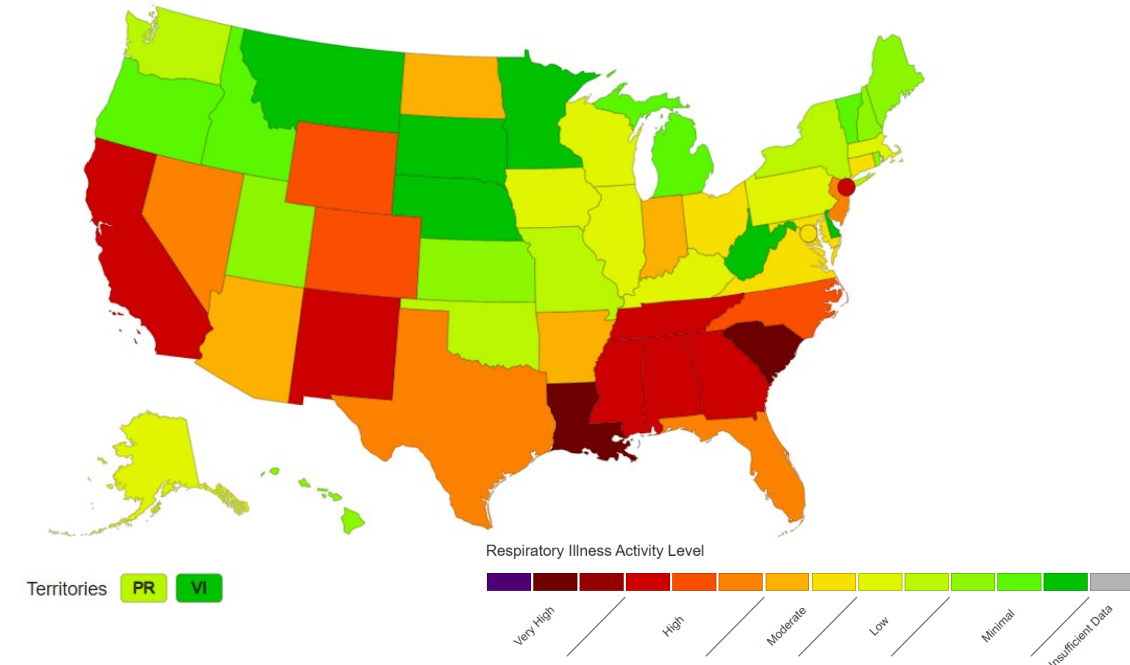 Territories
PR
VI
Respiratory Illness Activity Level
Very High
High
Moderate
Low
Minimal
Insufficient Data